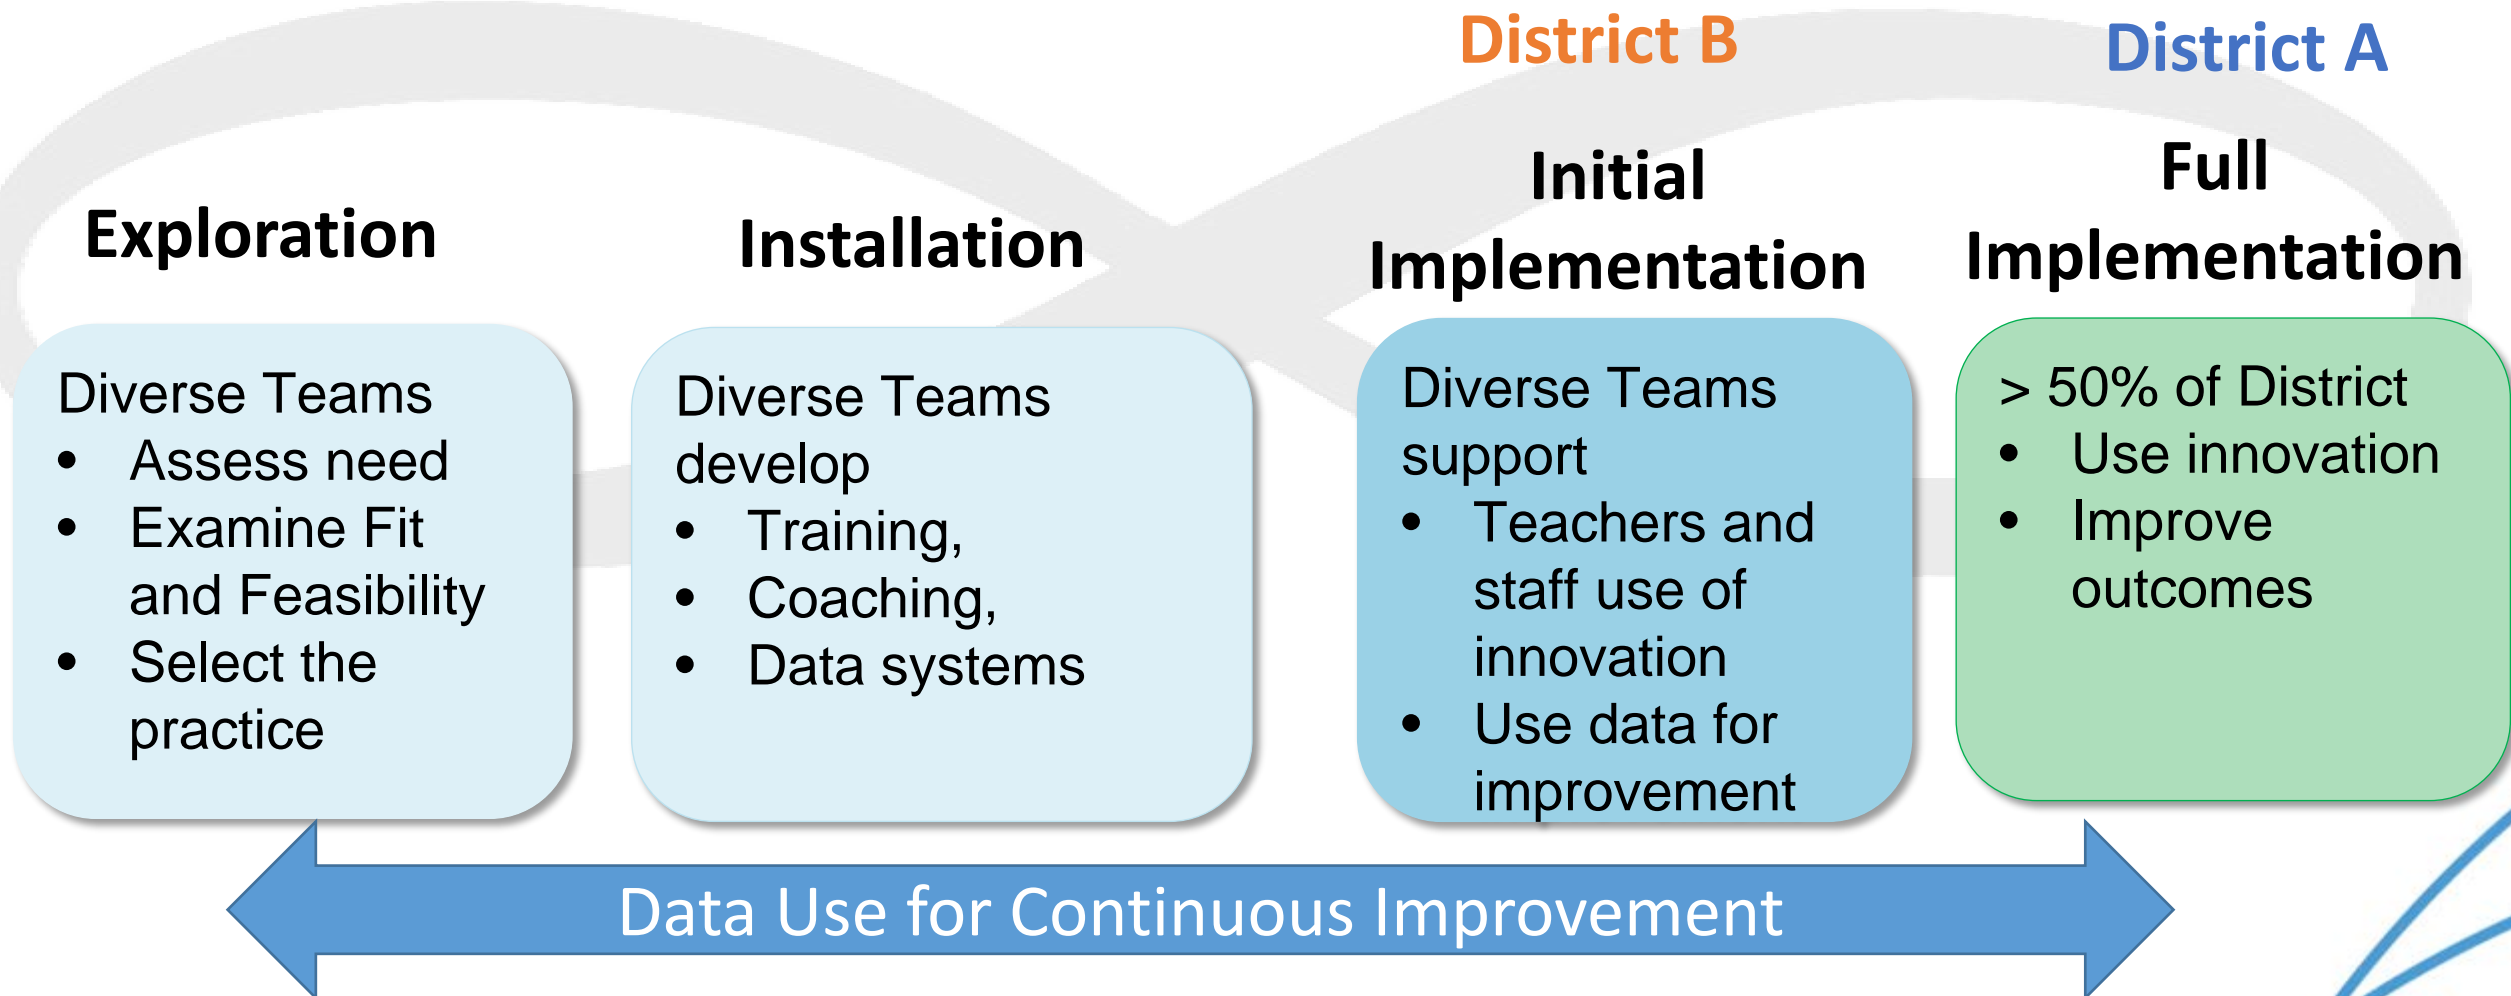 District B
District A
Exploration
Installation
Initial
Implementation
Full
Implementation
Diverse Teams
• Assess need
• Examine Fit
and Feasibility
• Select the
practice
Diverse Teams
develop
• Training,
• Coaching,
• Data systems
Diverse Teams
support
• Teachers and
staff use of
innovation
• Use data for
improvement
> 50% of District
• Use innovation
• Improve
outcomes
Data Use for Continuous Improvement